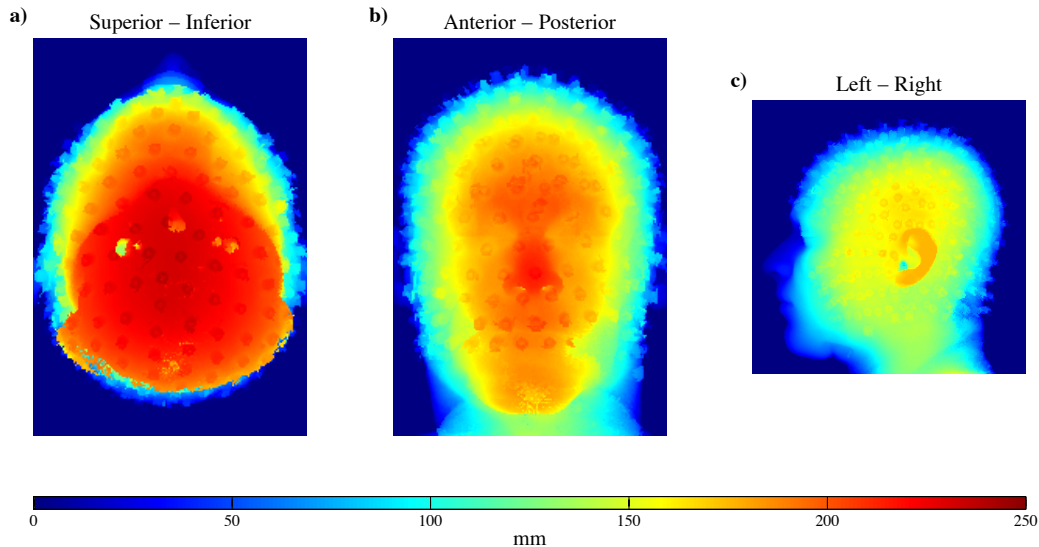 a)
Superior – Inferior
b)
Anterior – Posterior
c)
Left – Right
0 50 100 150 200 250
mm